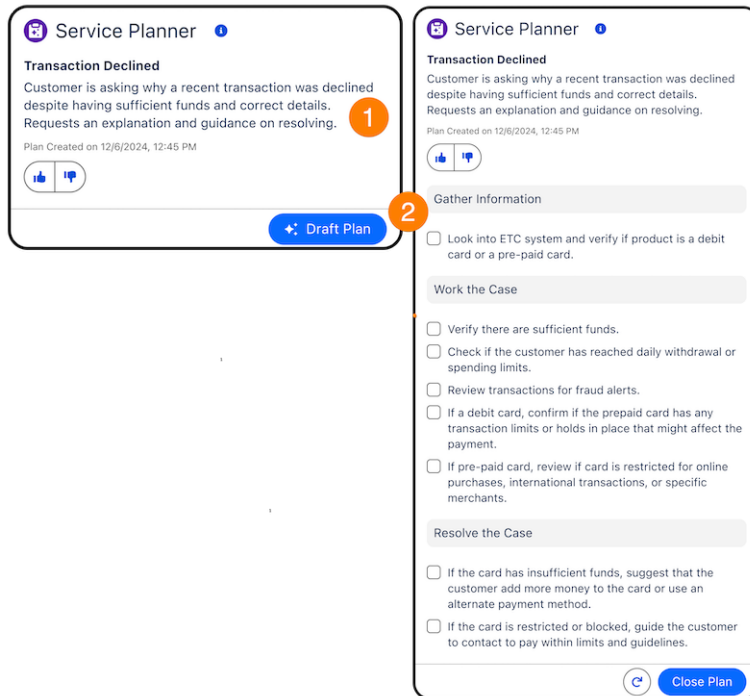 Service Planner
Transaction Declined
Customer is asking why a recent transaction was declined
despite having sufficient funds and correct details.
Requests an explanation and guidance on resolving.
1
Plan Created on 12/6/2024, 12:45 PM
2
Draft Plan
Service Planner
Transaction Declined
Customer is asking why a recent transaction was declined
despite having sufficient funds and correct details.
Requests an explanation and guidance on resolving.
Plan Created on 12/6/2024, 12:45 PM
Gather Information
Look into ETC system and verify if product is a debit
card or a pre-paid card.
Work the Case
Verify there are sufficient funds.
Check if the customer has reached daily withdrawal or
spending limits.
Review transactions for fraud alerts.
If a debit card, confirm if the prepaid card has any
transaction limits or holds in place that might affect the
payment.
If pre-paid card, review if card is restricted for online
purchases, international transactions, or specific
merchants.
Resolve the Case
If the card has insufficient funds, suggest that the
customer add more money to the card or use an
alternate payment method.
If the card is restricted or blocked, guide the customer
to contact to pay within limits and guidelines.
Close Plan